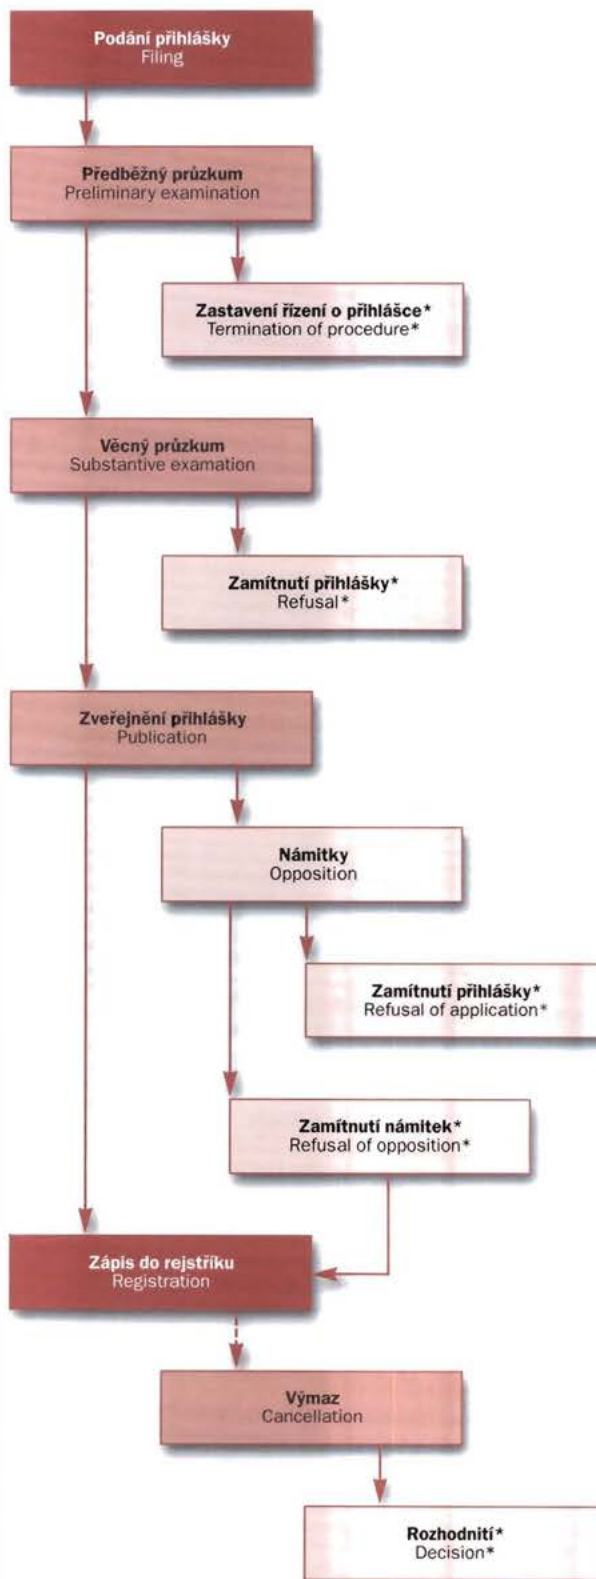 Podání přihlášky
Filing
Předběžný průzkum
Preliminary examination
Zastavení řízení o přihlášce*
Termination of procedure*
Věcný průzkum
Substantive examation
Zamítnutí přihlášky*
Refusal*
Zveřejnění přihlášky
Publication
Námitky
Opposition
Zamítnutí přihlášky*
Refusal of application*
Zamítnutí námitek*
Refusal of opposition*
Zápis do rejstříku
Registration
Výmaz
Cancellation
Rozhodnití*
Decision*